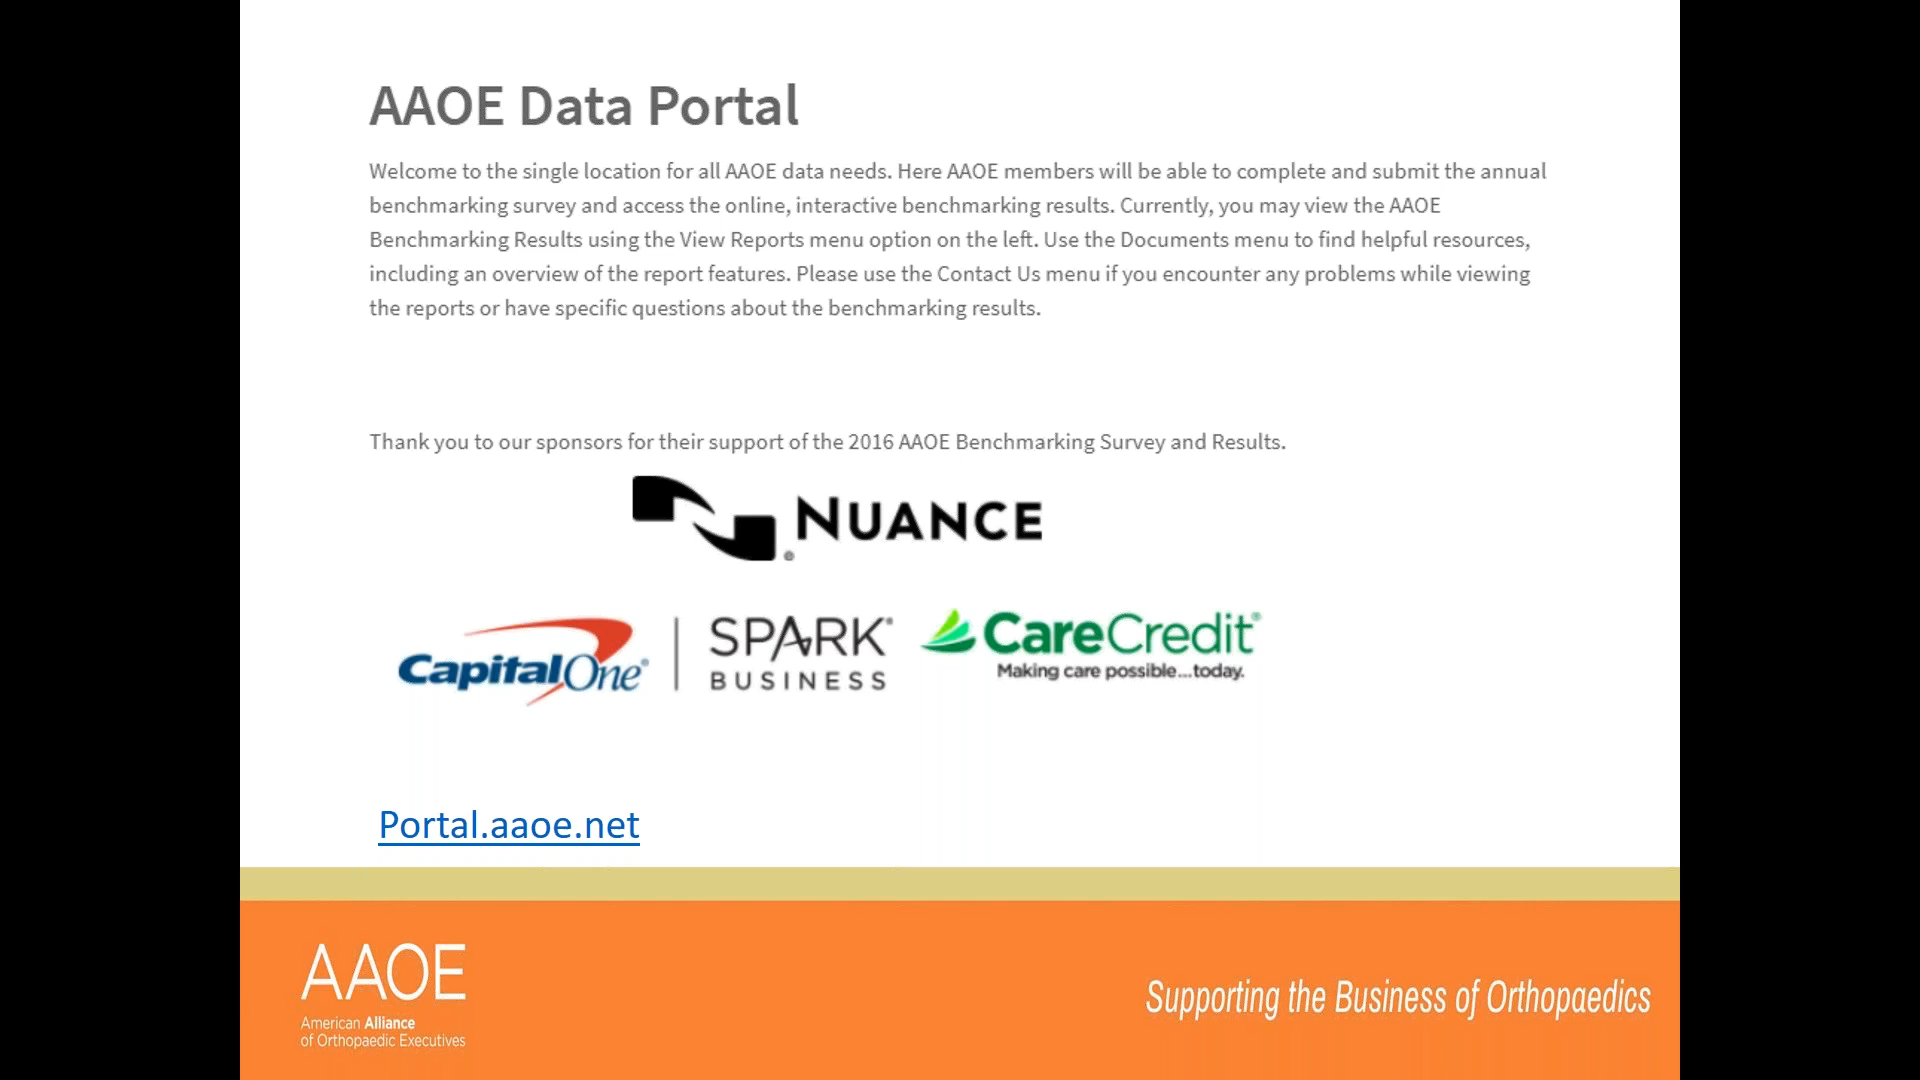 AAOE Data Portal
Welcome to the single location for all AAOE data needs. Here AAOE members will be able to complete and submit the annual
benchmarking survey and access the online, interactive benchmarking results. Currently, you may view the AAOE
Benchmarking Results using the View Reports menu option on the left. Use the Documents menu to find helpful resources,
including an overview of the report features. Please use the Contact Us menu if you encounter any problems while viewing
the reports or have specific questions about the benchmarking results.
Thank you to our sponsors for their support of the 2016 AAOE Benchmarking Survey and Results.
® NUANCE
CapitalOne® | SPARK® BUSINESS
CareCredit®
Making care possible...today.
Portal.aaoe.net
AAOE
American Alliance
of Orthopaedic Executives
Supporting the Business of Orthopaedics